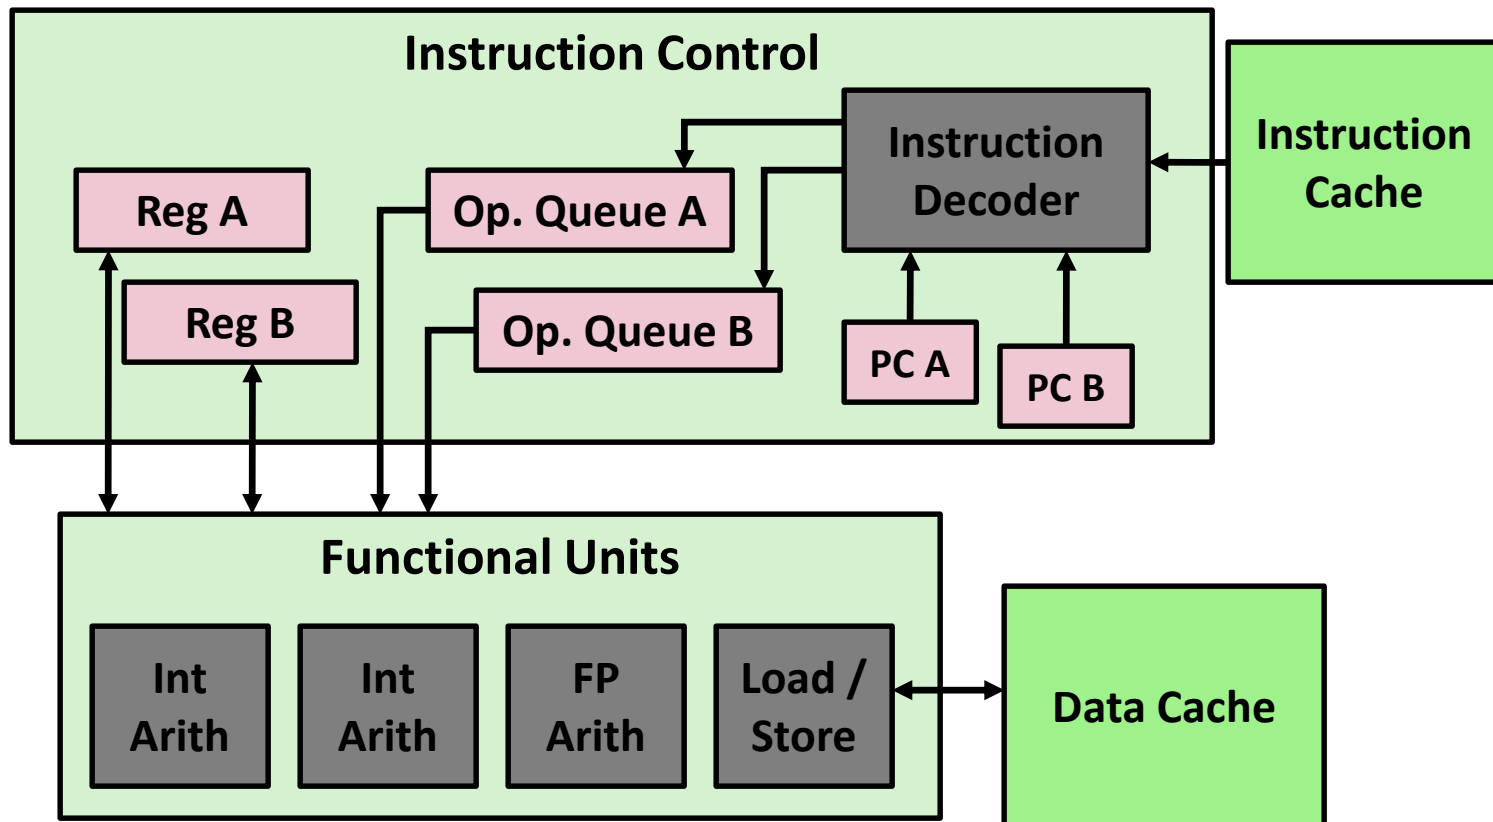 Instruction Control
Instruction
Decoder
Instruction
Cache
Reg A
Op. Queue A
Reg B
Op. Queue B
PC A
PC B
Functional Units
Int
Arith
Int
Arith
FP
Arith
Load /
Store
Data Cache